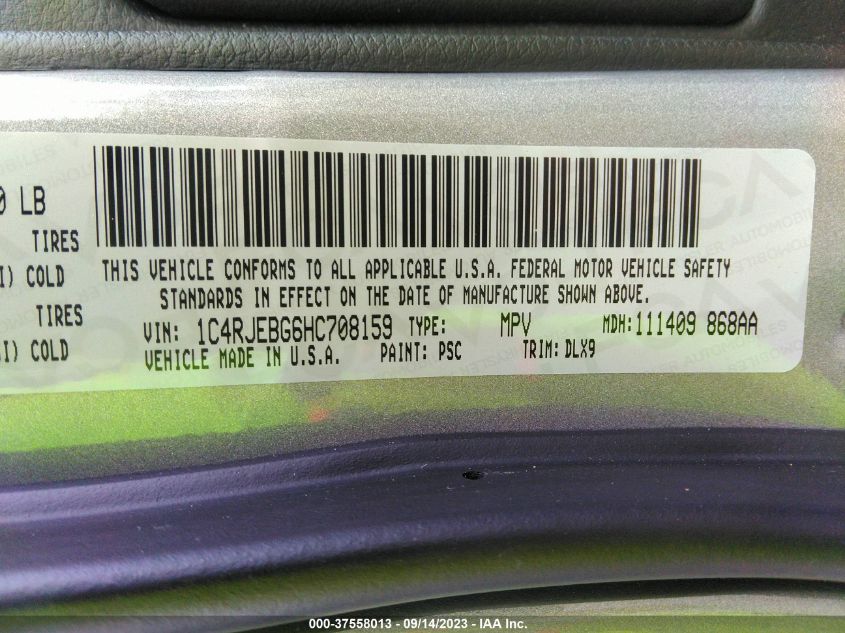 0 LB
TIRES
I) COLD
TIRES
SI) COLD
THIS VEHICLE CONFORMS TO ALL APPLICABLE U.S.A. FEDERAL MOTOR VEHICLE SAFETY
STANDARDS IN EFFECT ON THE DATE OF MANUFACTURE SHOWN ABOVE.
VIN: 1C4RJEBG6HC708159 TYPE: MPV MDH:111409 868AA
VEHICLE MADE IN U.S.A. PAINT: PSC TRIM: DLX9
000-37558013 - 09/14/2023 - IAA Inc.